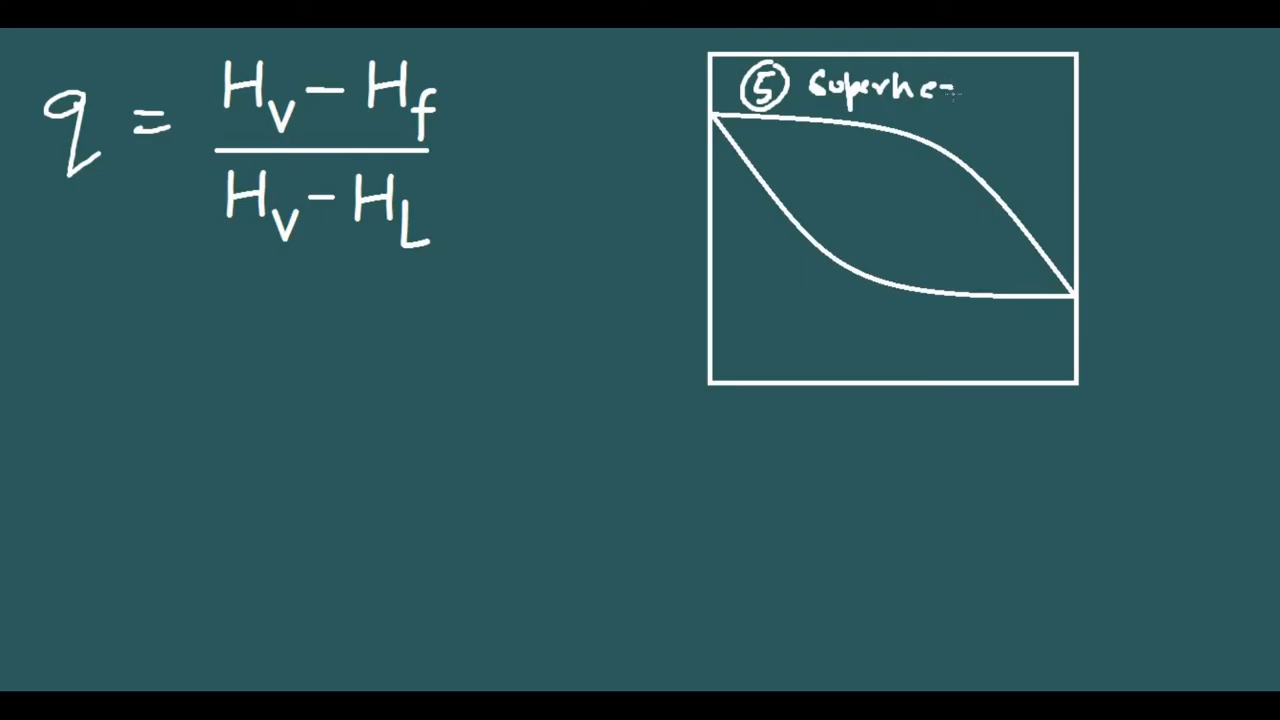 q = (H_v - H_f) / (H_v - H_L)
⑤ Superhe